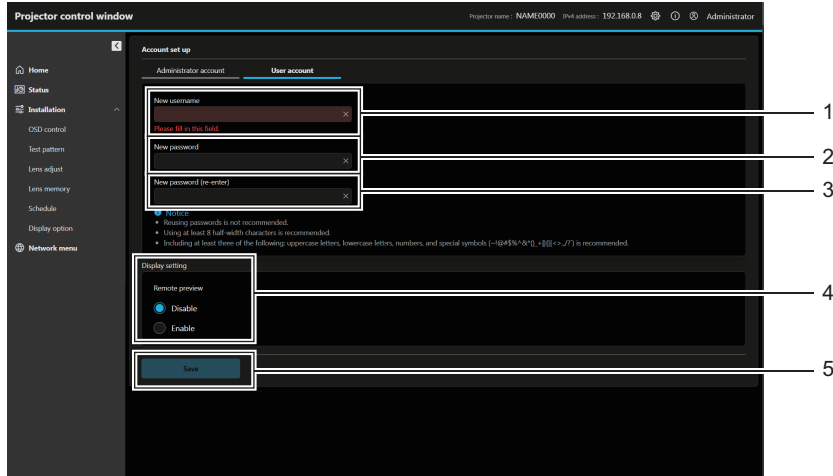 Projector control window
Projector name : NAME0000 IPv4 address : 192.168.0.8 Administrator
Account set up
Home
Administrator account User account
Status
Installation
New username
Please fill in this field.
1
OSD control
Test pattern
New password
2
Lens adjust
Lens memory
New password (re-enter)
3
Schedule
Display option
Network menu
Notice
• Reusing passwords is not recommended.
• Using at least 8 half-width characters is recommended.
• Including at least three of the following: uppercase letters, lowercase letters, numbers, and special symbols (~!@#$%^&*()_+|[]{}<>.,/?`) is recommended.
Display setting
Remote preview
Disable
Enable
4
Save
5